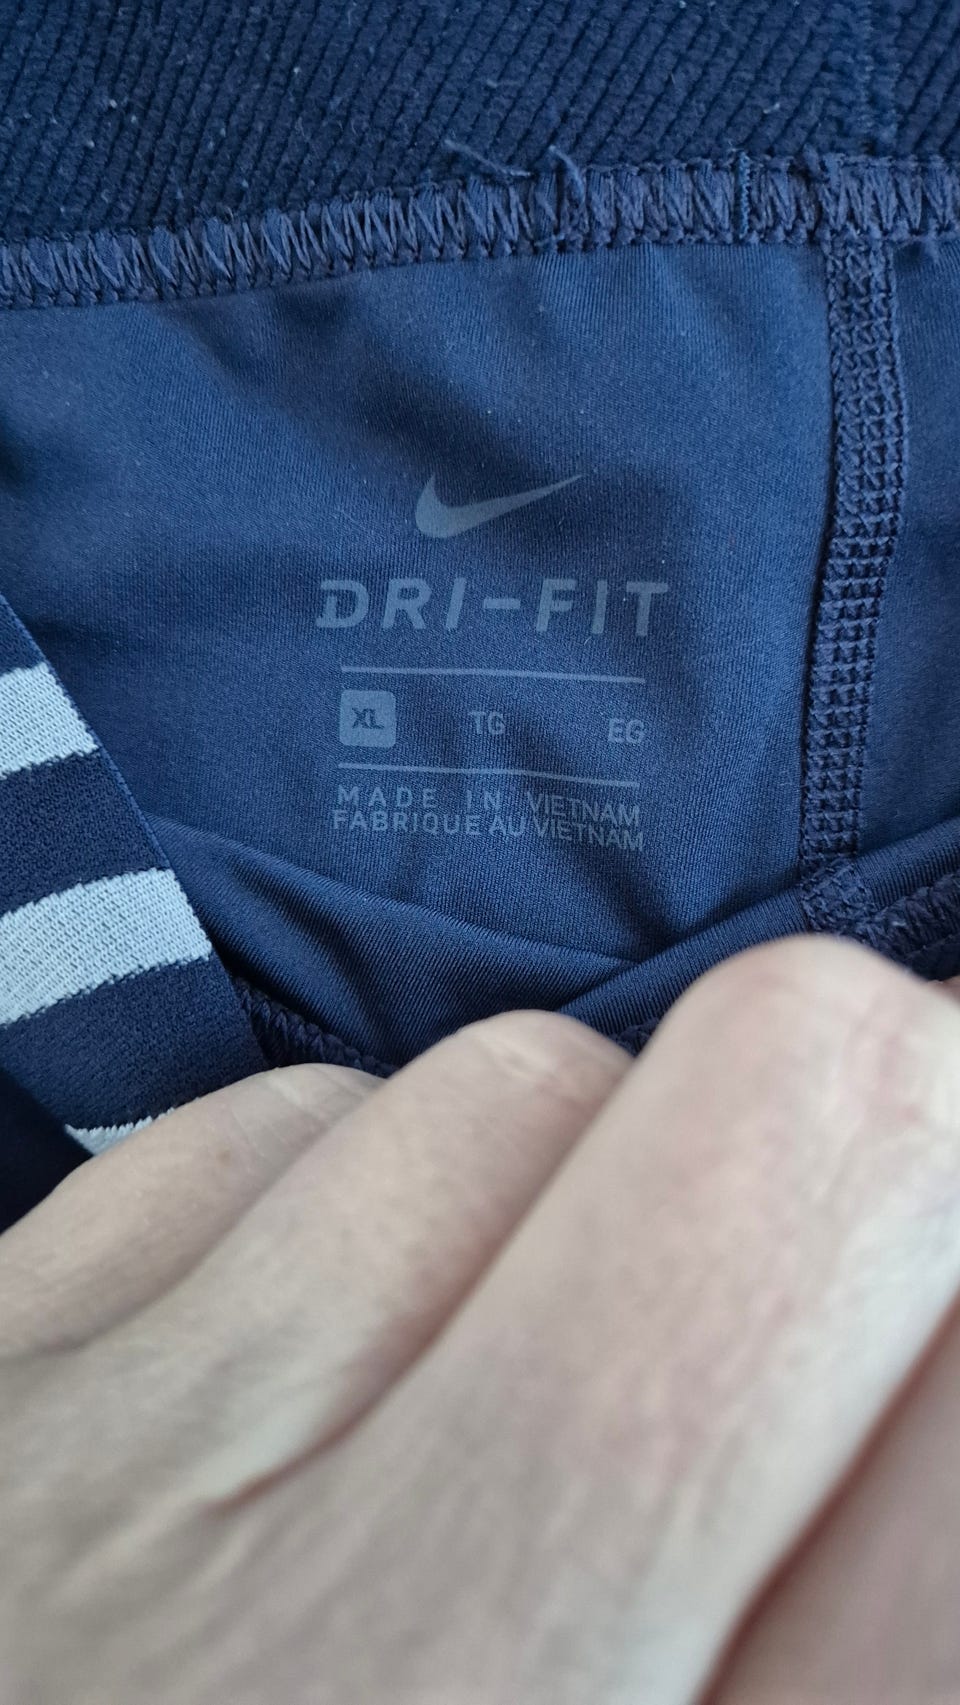 DRI-FIT
XL TG EG
MADE IN VIETNAM
FABRIQUE AU VIETNAM